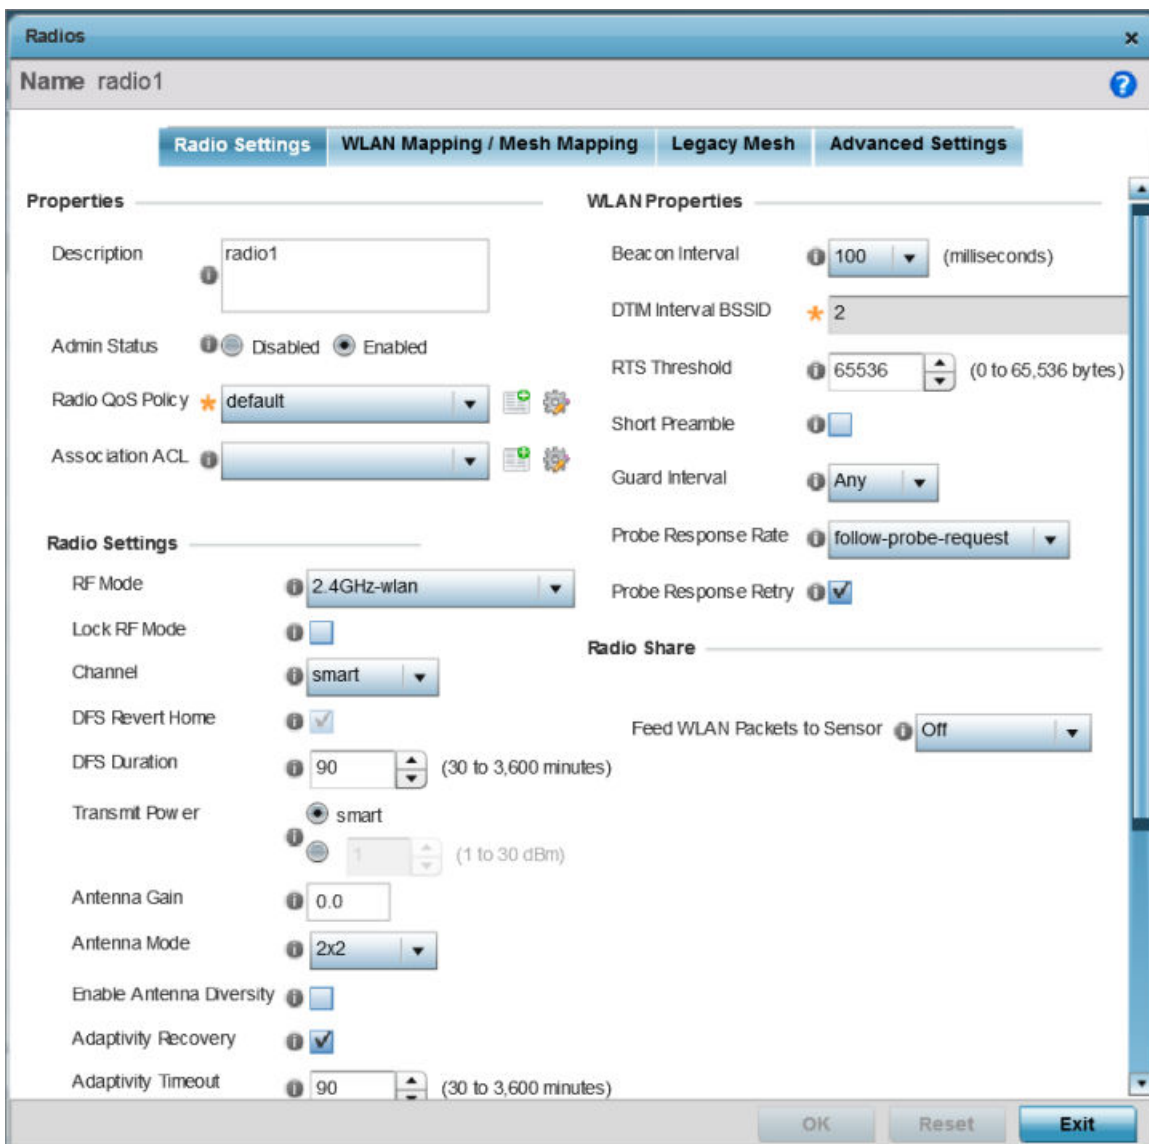 Radios
Name radio1
Radio Settings WLAN Mapping / Mesh Mapping Legacy Mesh Advanced Settings
Properties
Description radio1
Admin Status Disabled Enabled
Radio QoS Policy default
Association ACL
Radio Settings
RF Mode 2.4GHz-wlan
Lock RF Mode
Channel smart
DFS Revert Home
DFS Duration 90 (30 to 3,600 minutes)
Transmit Power smart
1 (1 to 30 dBm)
Antenna Gain 0.0
Antenna Mode 2x2
Enable Antenna Diversity
Adaptivity Recovery
Adaptivity Timeout 90 (30 to 3,600 minutes)
WLAN Properties
Beacon Interval 100 (milliseconds)
DTIM Interval BSSID 2
RTS Threshold 65536 (0 to 65,536 bytes)
Short Preamble
Guard Interval Any
Probe Response Rate follow-probe-request
Probe Response Retry
Radio Share
Feed WLAN Packets to Sensor Off
OK Reset Exit